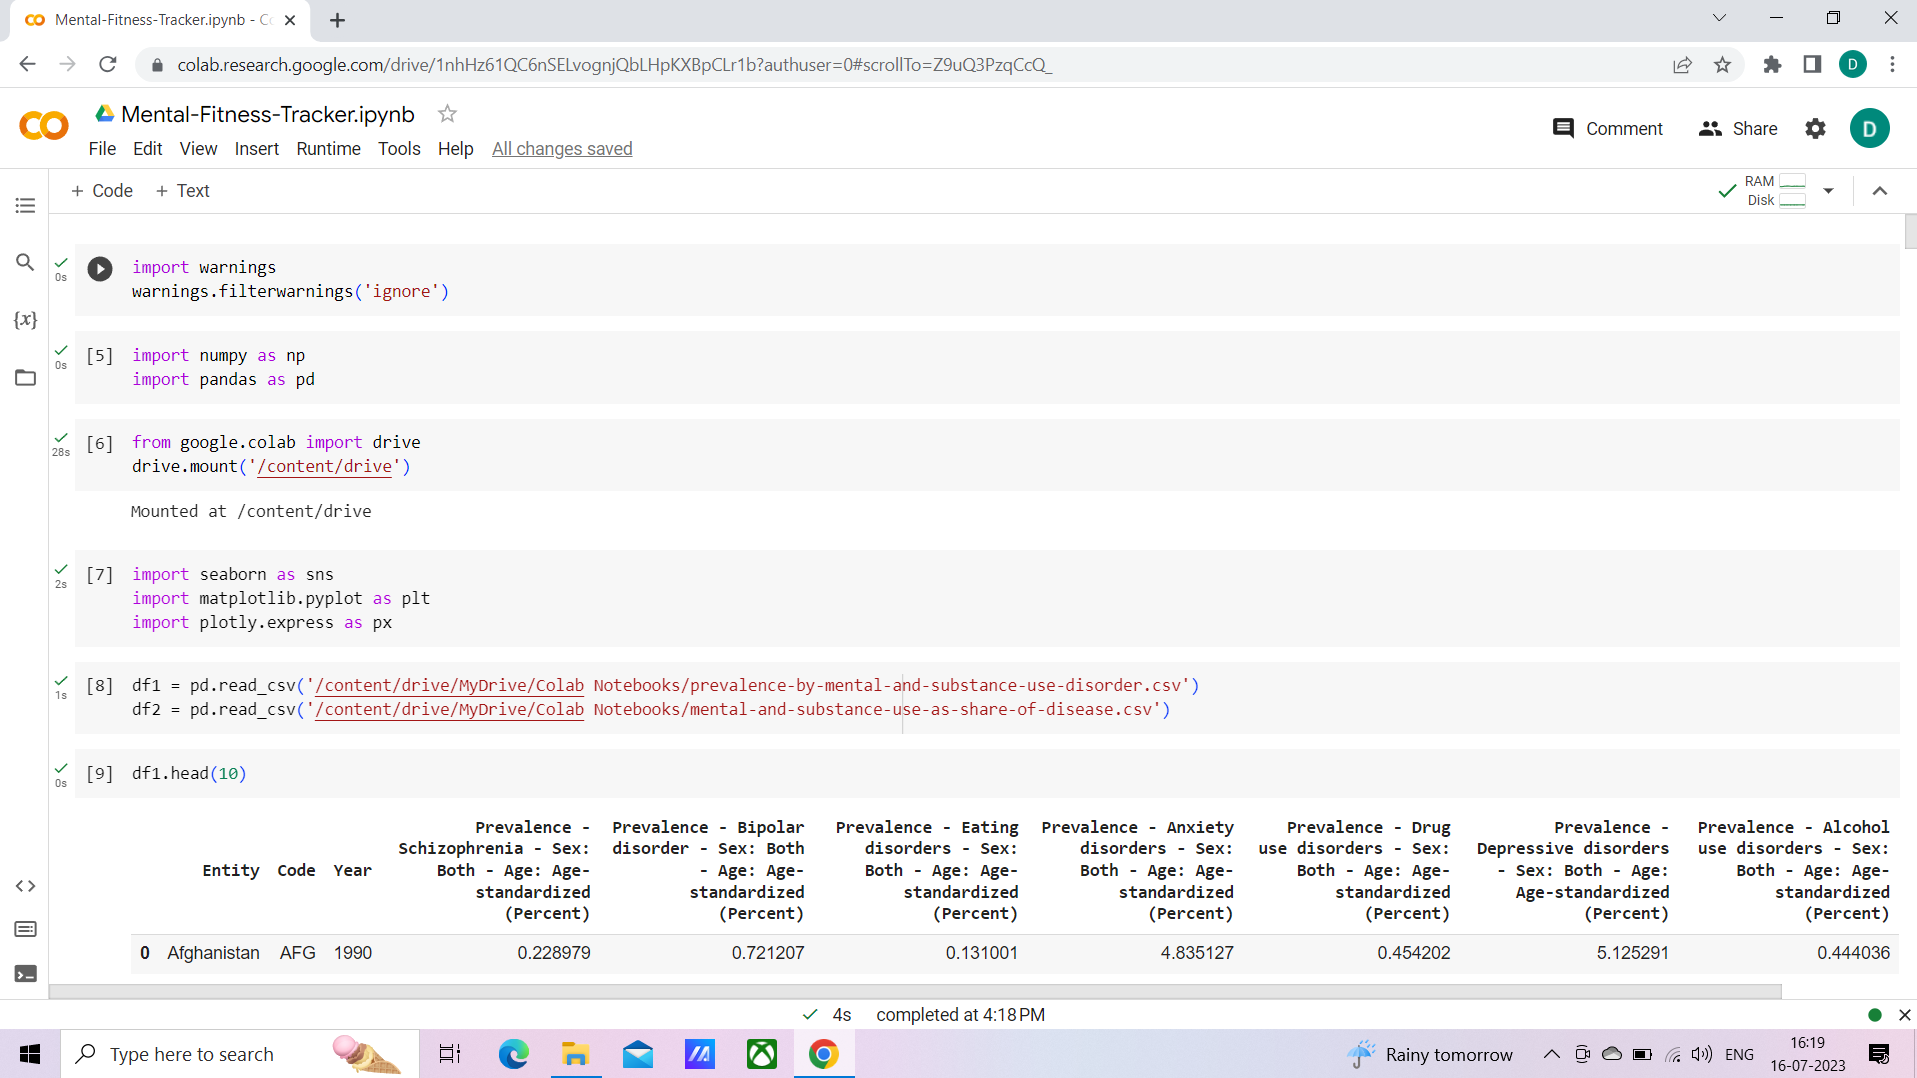 Mental-Fitness-Tracker.ipynb - Co
colab.research.google.com/drive/1nhHz61QC6nSELvognjQbLHpKXBpCLr1b?authuser=0#scrollTo=Z9uQ3PzqCcQ_
D
Mental-Fitness-Tracker.ipynb
File Edit View Insert Runtime Tools Help All changes saved
Comment Share D
+ Code + Text
RAM
Disk
0s
import warnings
warnings.filterwarnings('ignore')
0s
[5] import numpy as np
import pandas as pd
28s
[6] from google.colab import drive
drive.mount('/content/drive')
Mounted at /content/drive
2s
[7] import seaborn as sns
import matplotlib.pyplot as plt
import plotly.express as px
1s
[8] df1 = pd.read_csv('/content/drive/MyDrive/Colab Notebooks/prevalence-by-mental-and-substance-use-disorder.csv')
df2 = pd.read_csv('/content/drive/MyDrive/Colab Notebooks/mental-and-substance-use-as-share-of-disease.csv')
0s
[9] df1.head(10)
Entity Code Year
Prevalence -
Schizophrenia - Sex:
Both - Age: Age-
standardized
(Percent)
Prevalence - Bipolar
disorder - Sex: Both
- Age: Age-
standardized
(Percent)
Prevalence - Eating
disorders - Sex:
Both - Age: Age-
standardized
(Percent)
Prevalence - Anxiety
disorders - Sex:
Both - Age: Age-
standardized
(Percent)
Prevalence - Drug
use disorders - Sex:
Both - Age: Age-
standardized
(Percent)
Prevalence -
Depressive disorders
- Sex: Both - Age:
Age-standardized
(Percent)
Prevalence - Alcohol
use disorders - Sex:
Both - Age: Age-
standardized
(Percent)
0 Afghanistan AFG 1990 0.228979 0.721207 0.131001 4.835127 0.454202 5.125291 0.444036
4s completed at 4:18 PM
Type here to search
Rainy tomorrow
ENG
16:19
16-07-2023